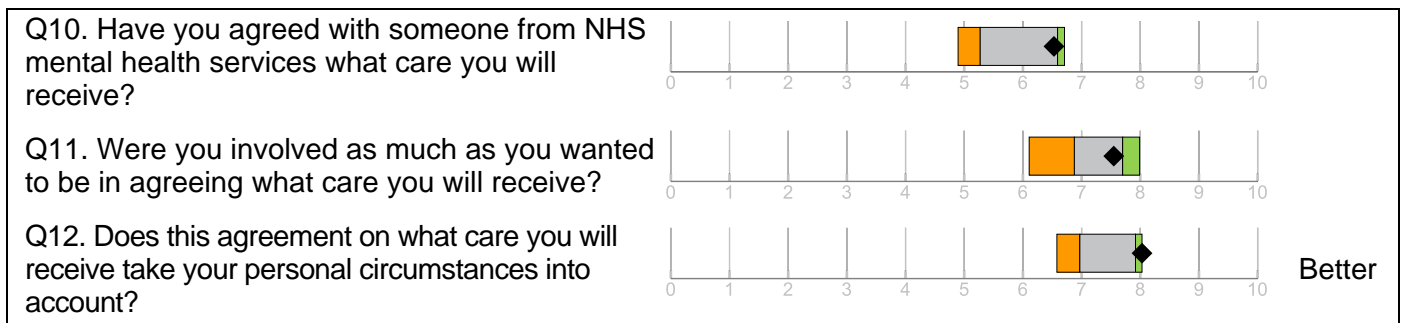 Q10. Have you agreed with someone from NHS
mental health services what care you will
receive?
0 1 2 3 4 5 6 7 8 9 10
Q11. Were you involved as much as you wanted
to be in agreeing what care you will receive?
0 1 2 3 4 5 6 7 8 9 10
Q12. Does this agreement on what care you will
receive take your personal circumstances into
account?
Better
0 1 2 3 4 5 6 7 8 9 10